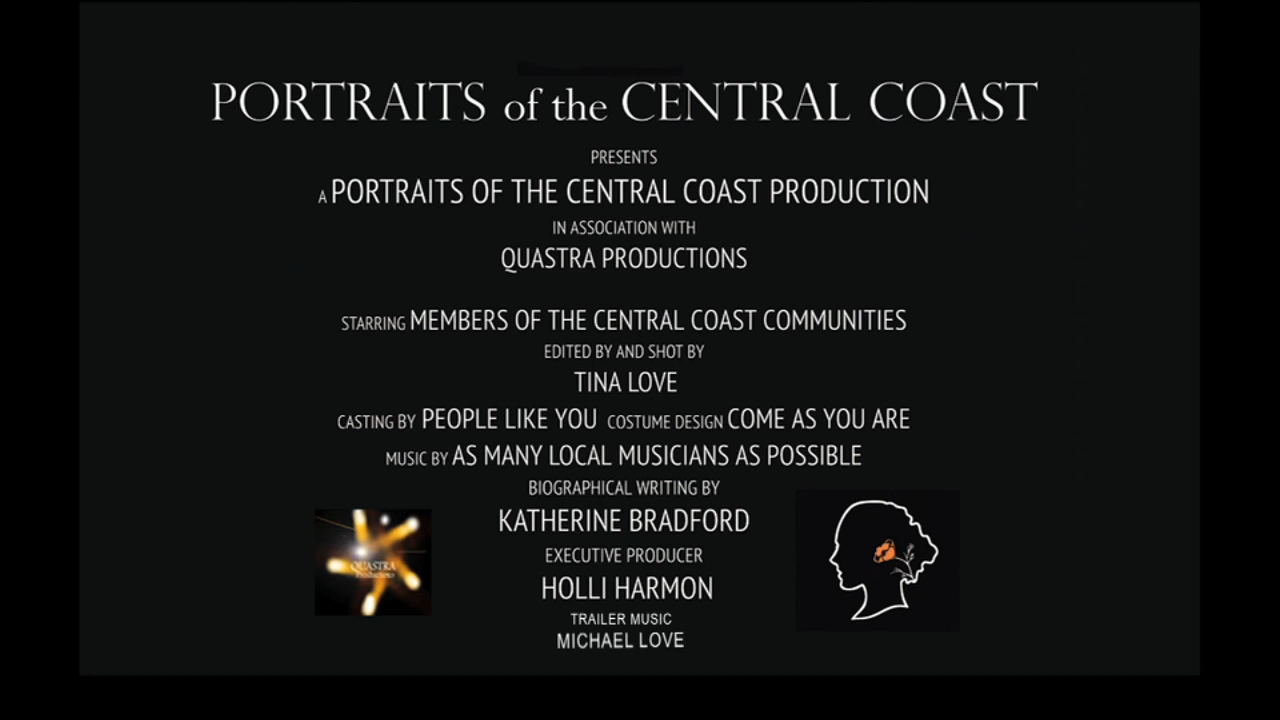 PORTRAITS of the CENTRAL COAST
PRESENTS
A PORTRAITS OF THE CENTRAL COAST PRODUCTION
IN ASSOCIATION WITH
QUASTRA PRODUCTIONS
STARRING MEMBERS OF THE CENTRAL COAST COMMUNITIES
EDITED BY AND SHOT BY
TINA LOVE
CASTING BY PEOPLE LIKE YOU COSTUME DESIGN COME AS YOU ARE
MUSIC BY AS MANY LOCAL MUSICIANS AS POSSIBLE
BIOGRAPHICAL WRITING BY
KATHERINE BRADFORD
EXECUTIVE PRODUCER
HOLLI HARMON
TRAILER MUSIC
MICHAEL LOVE
QUASTRA
Productions